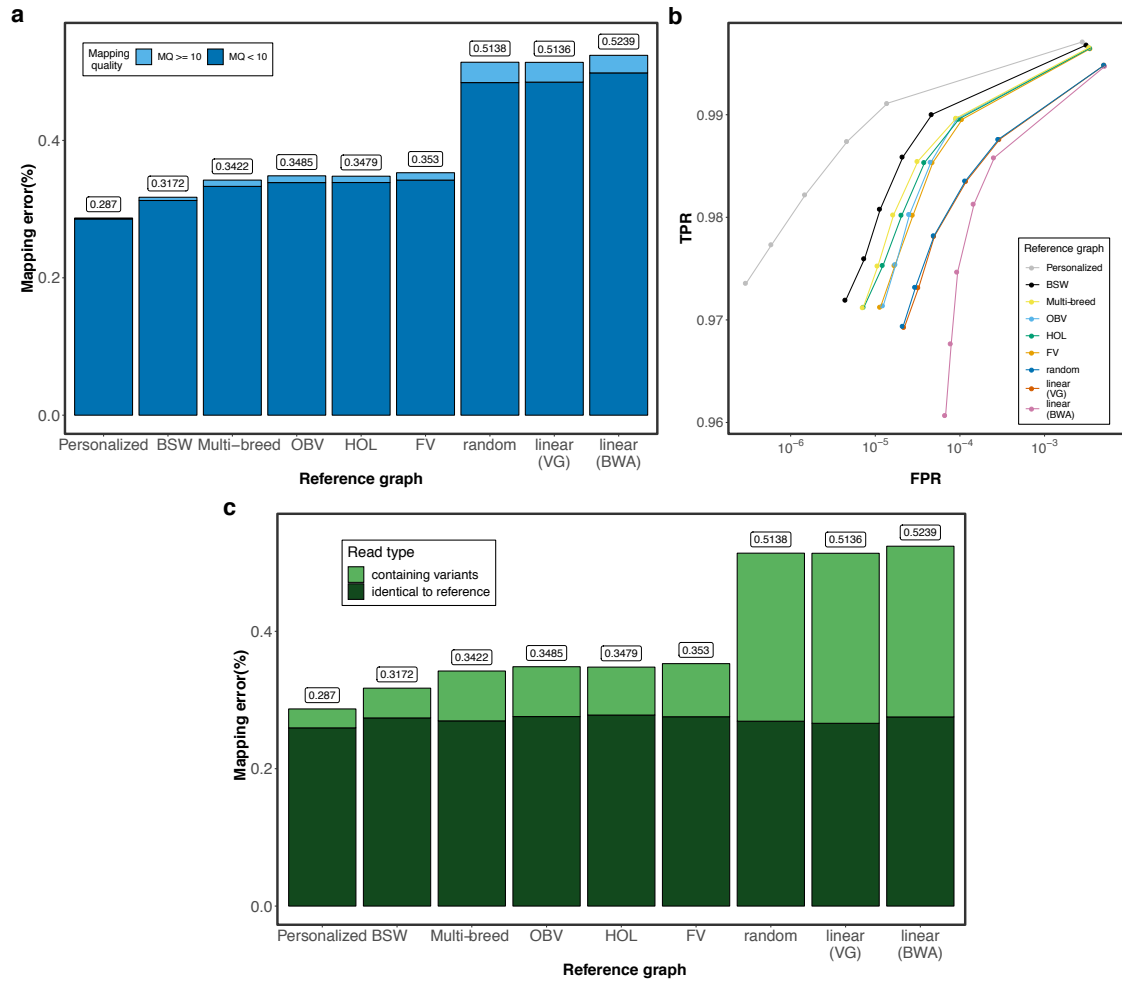 a
Mapping error(%)
Mapping
quality
MQ >= 10
MQ < 10
0.287
0.3172
0.3422
0.3485
0.3479
0.353
0.5138
0.5136
0.5239
0.4
0.2
0.0
Personalized
BSW
Multi−breed
OBV
HOL
FV
random
linear
(VG)
linear
(BWA)
Reference graph
b
TPR
0.99
0.98
0.97
0.96
10−6
10−5
10−4
10−3
FPR
Reference graph
Personalized
BSW
Multi−breed
OBV
HOL
FV
random
linear
(VG)
linear
(BWA)
c
Mapping error(%)
Read type
containing variants
identical to reference
0.287
0.3172
0.3422
0.3485
0.3479
0.353
0.5138
0.5136
0.5239
0.4
0.2
0.0
Personalized
BSW
Multi−breed
OBV
HOL
FV
random
linear
(VG)
linear
(BWA)
Reference graph